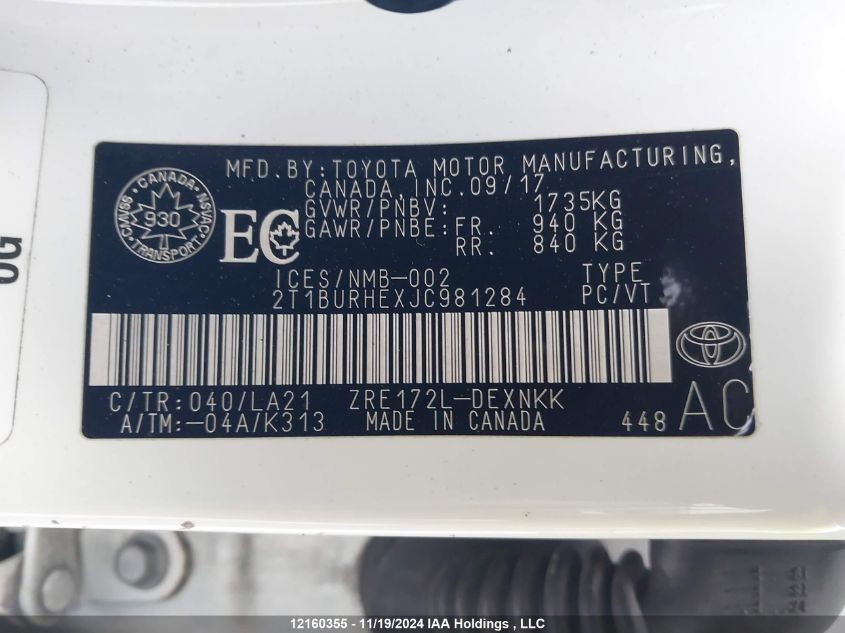 MFD.BY:TOYOTA MOTOR MANUFACTURING,
CANADA,INC.09/17
GVWR/PNBV: 1735KG
GAWR/PNBE: FR. 940 KG
RR. 840 KG
CANADA
CMVSS 930 NSVAC
TRANSPORT
EC
ICES/NMB-002 TYPE
2T1BURHEXJC981284 PC/VT
C/TR:040/LA21 ZRE172L-DEXNKK
A/TM:-04A/K313 MADE IN CANADA 448 AC
12160355 - 11/19/2024 IAA Holdings , LLC